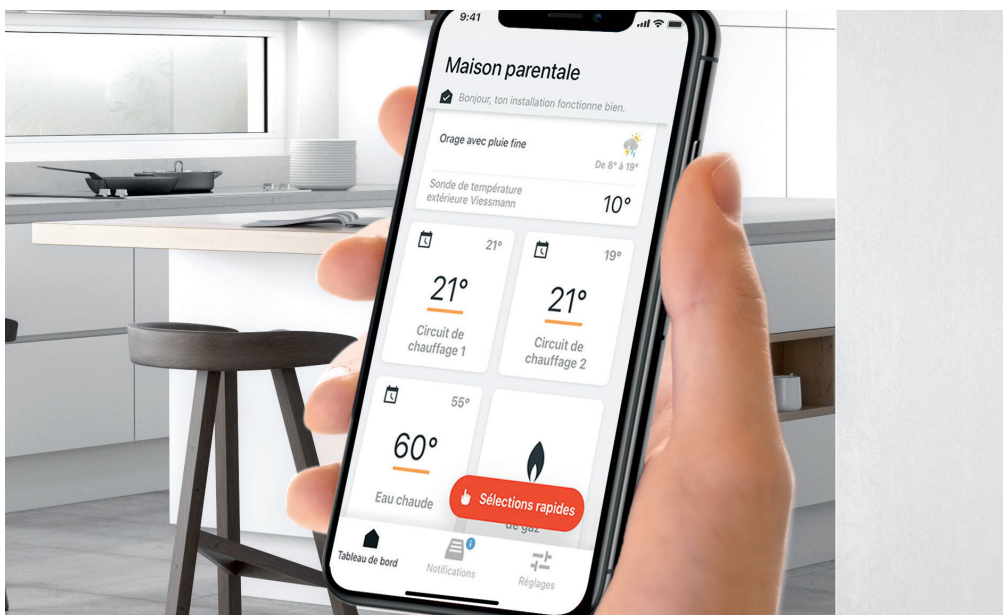 9:41
Maison parentale
Bonjour, ton installation fonctionne bien.
Orage avec pluie fine
De 8° à 19°
Sonde de température
extérieure Viessmann
10°
21°
21°
Circuit de
chauffage 1
19°
21°
Circuit de
chauffage 2
55°
60°
Eau chaude
de gaz
Sélections rapides
Tableau de bord
Notifications
Réglages